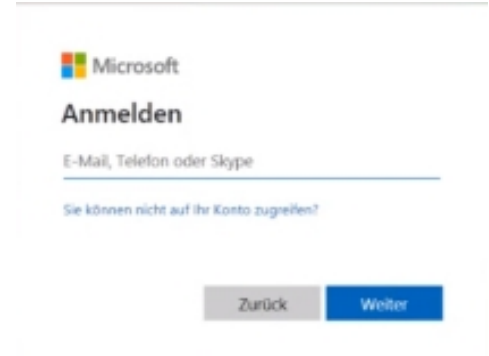 Microsoft
Anmelden
E-Mail, Telefon oder Skype
Sie können nicht auf Ihr Konto zugreifen?
Zurück
Weiter